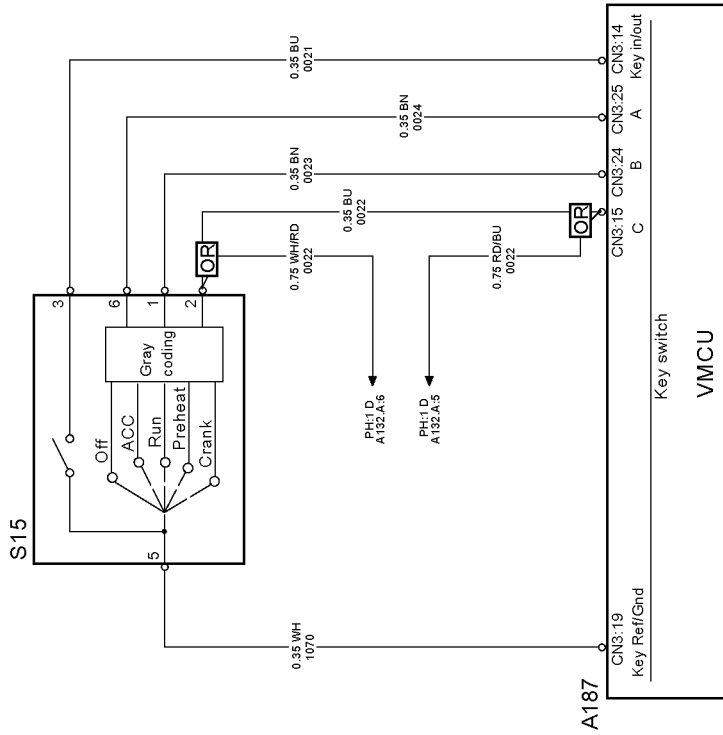 S15
3
6
1
2
5
Gray
coding
Off
ACC
Run
Preheat
Crank
OR
0.35 BU
0021
0.35 BN
0024
0.35 BN
0023
0.35 BU
0022
0.75 WH/RD
0022
0.75 RD/BU
0022
OR
PH:1 D
A132.A:6
PH:1 D
A132.A:5
0.35 WH
1070
A187
CN3:14
Key in/out
CN3:25
A
CN3:24
B
CN3:15
C
CN3:19
Key Ref/Gnd
Key switch
VMCU